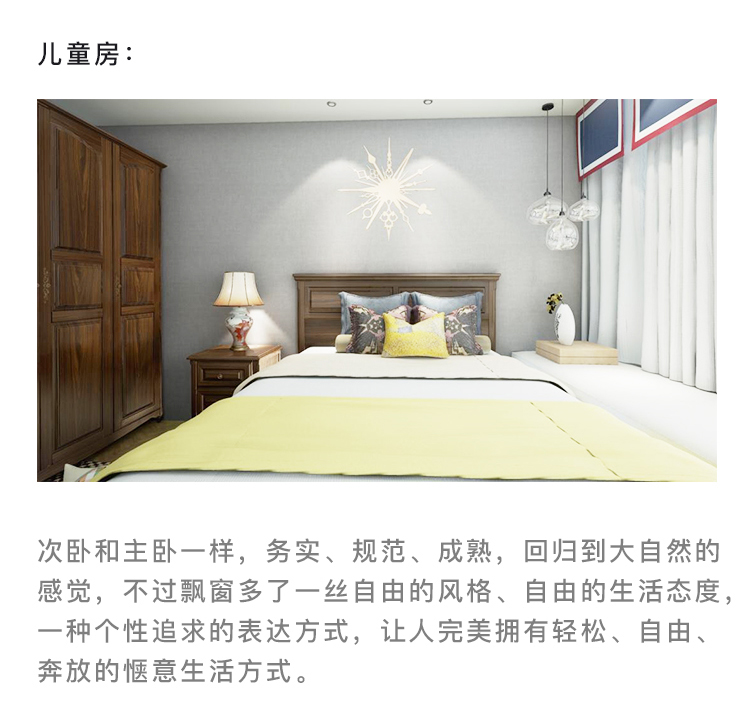 儿童房：
次卧和主卧一样，务实、规范、成熟，回归到大自然的
感觉，不过飘窗多了一丝自由的风格、自由的生活态度，
一种个性追求的表达方式，让人完美拥有轻松、自由、
奔放的惬意生活方式。